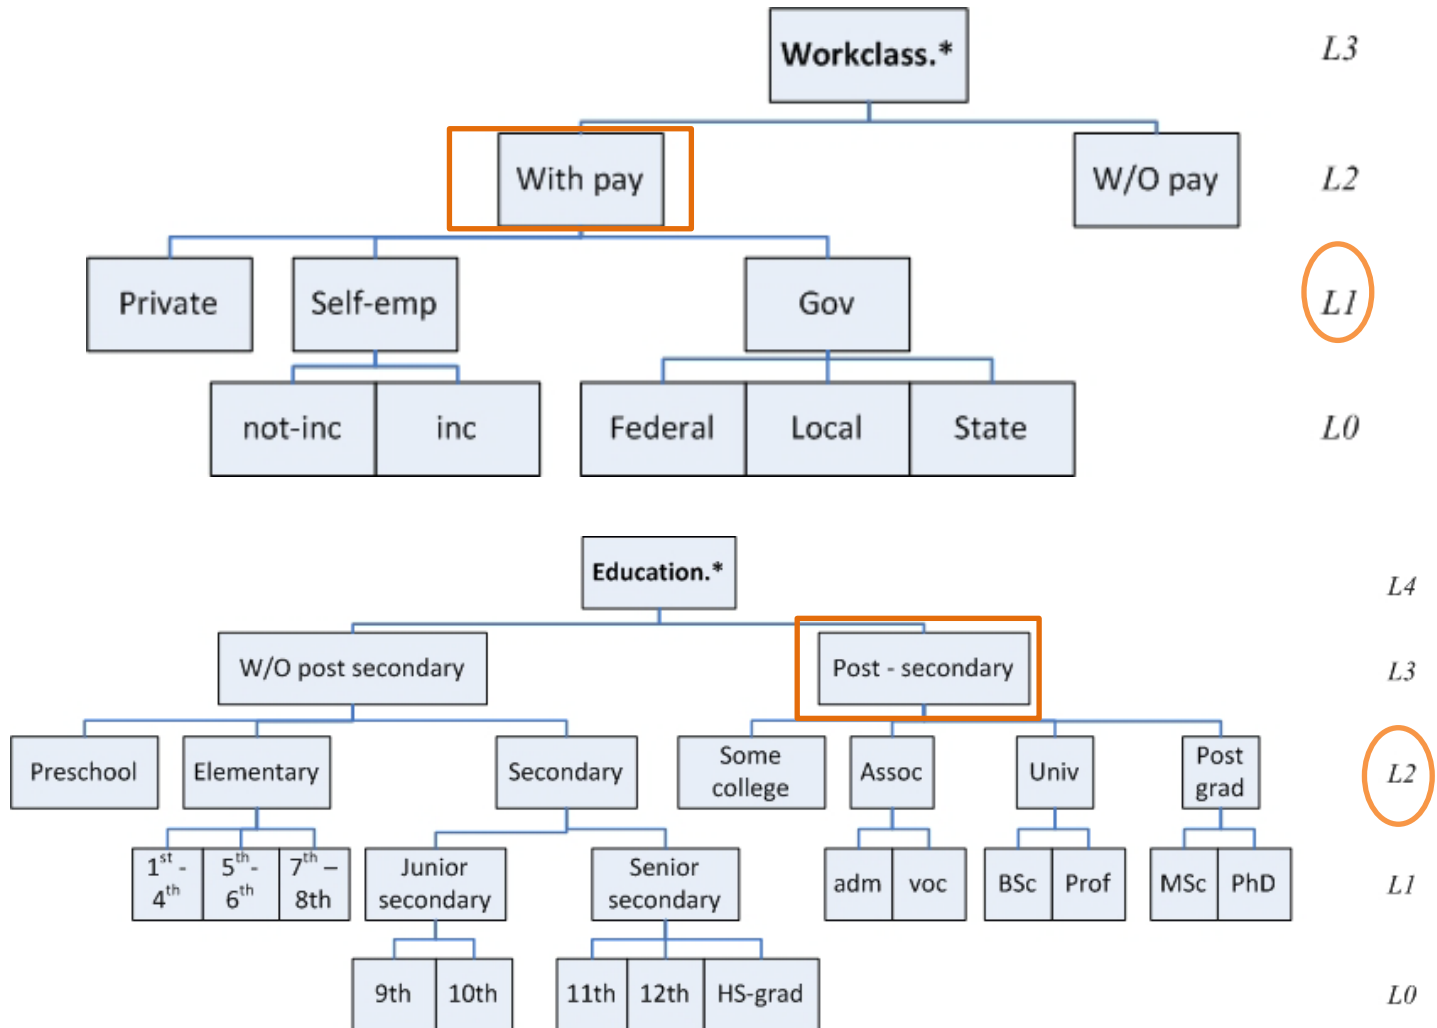 Workclass.*
L3
With pay
W/O pay
L2
Private
Self-emp
Gov
L1
not-inc
inc
Federal
Local
State
L0
Education.*
L4
W/O post secondary
Post - secondary
L3
Preschool
Elementary
Secondary
Some
college
Assoc
Univ
Post
grad
L2
1st -
4th
5th -
6th
7th –
8th
Junior
secondary
Senior
secondary
adm
voc
BSc
Prof
MSc
PhD
L1
9th
10th
11th
12th
HS-grad
L0